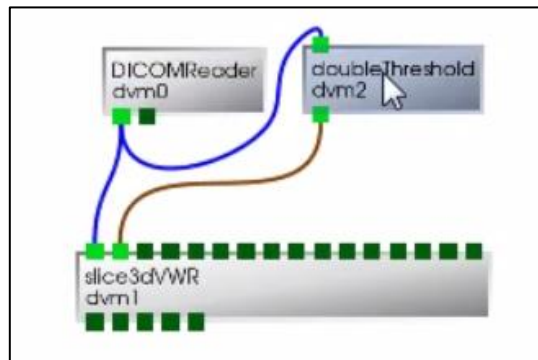 DICOMReader
dvm0
doubleThreshold
dvm2
slice3dVWR
dvm1